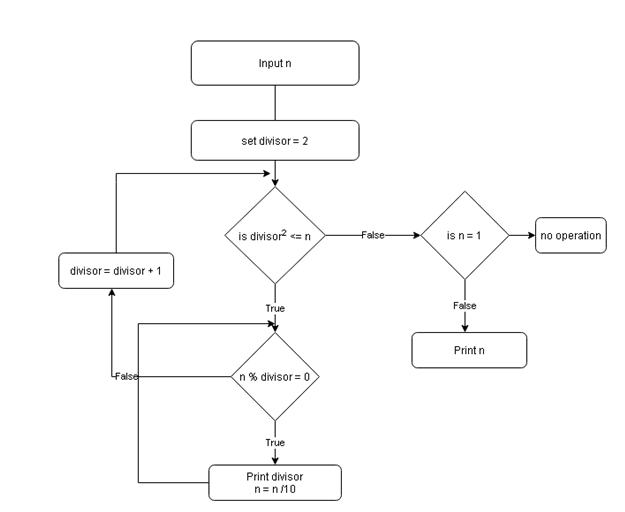 Input n
set divisor = 2
is divisor² <= n
False
is n = 1
no operation
divisor = divisor + 1
True
False
Print n
n % divisor = 0
False
True
Print divisor
n = n /10